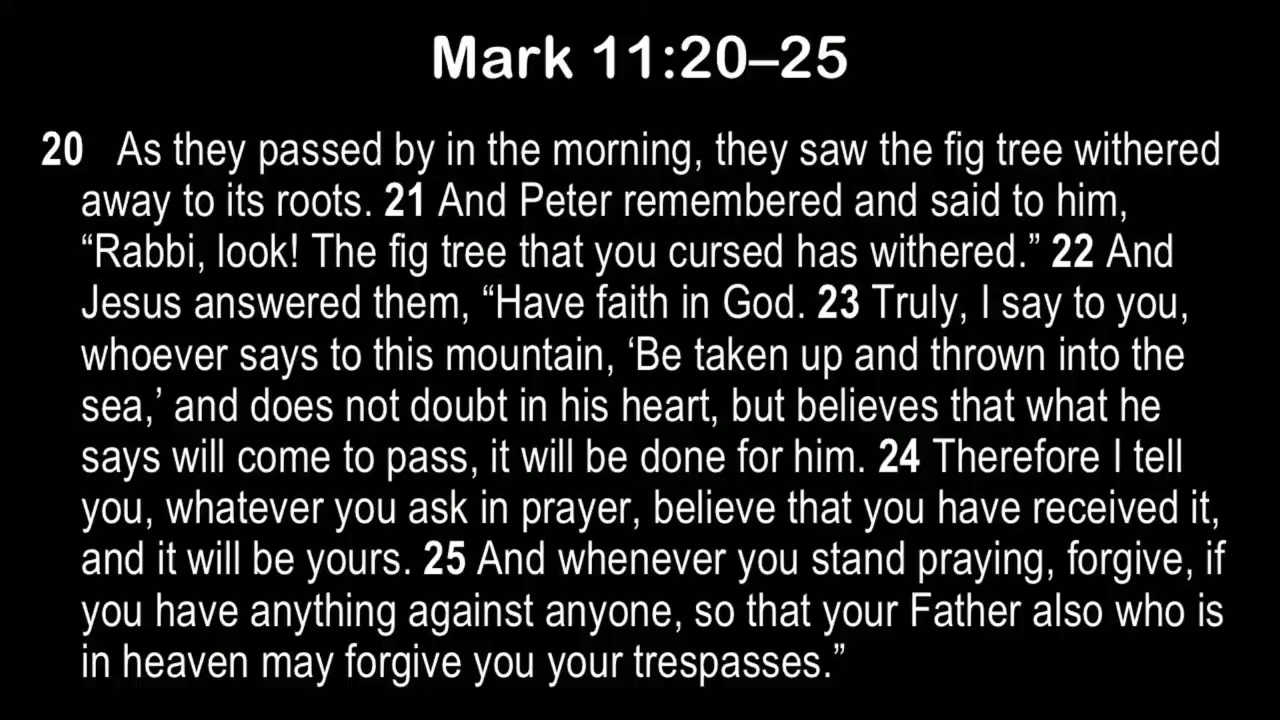 Mark 11:20–25
20 As they passed by in the morning, they saw the fig tree withered
away to its roots. 21 And Peter remembered and said to him,
“Rabbi, look! The fig tree that you cursed has withered.” 22 And
Jesus answered them, “Have faith in God. 23 Truly, I say to you,
whoever says to this mountain, ‘Be taken up and thrown into the
sea,’ and does not doubt in his heart, but believes that what he
says will come to pass, it will be done for him. 24 Therefore I tell
you, whatever you ask in prayer, believe that you have received it,
and it will be yours. 25 And whenever you stand praying, forgive, if
you have anything against anyone, so that your Father also who is
in heaven may forgive you your trespasses.”